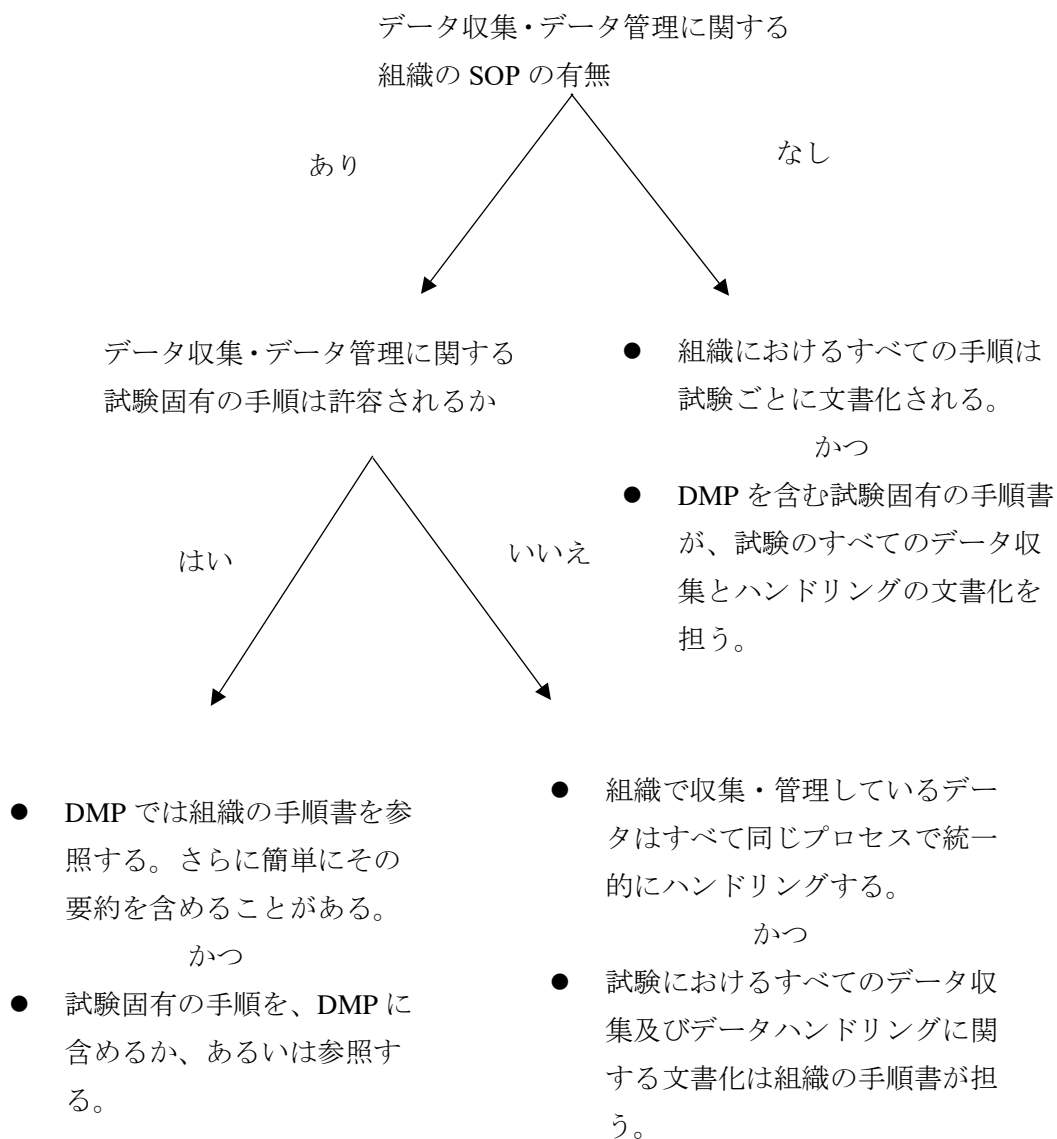 データ収集・データ管理に関する
組織の SOP の有無
あり
なし
データ収集・データ管理に関する
試験固有の手順は許容されるか
● 組織におけるすべての手順は
試験ごとに文書化される。
かつ
● DMP を含む試験固有の手順書
が、試験のすべてのデータ収
集とハンドリングの文書化を
担う。
はい
いいえ
● DMP では組織の手順書を参
照する。さらに簡単にその
要約を含めることがある。
かつ
● 試験固有の手順を、DMP に
含めるか、あるいは参照す
る。
● 組織で収集・管理しているデー
タはすべて同じプロセスで統一
的にハンドリングする。
かつ
● 試験におけるすべてのデータ収
集及びデータハンドリングに関
する文書化は組織の手順書が担
う。